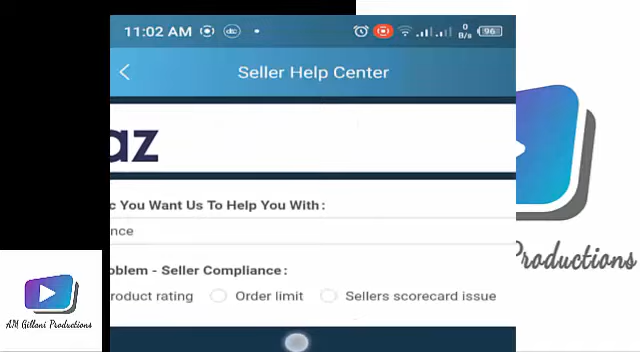 11:02 AM
0
B/s
96
Seller Help Center
az
c You Want Us To Help You With :
nce
oblem - Seller Compliance :
roduct rating
Order limit
Sellers scorecard issue
AM Gillani Productions
Productions